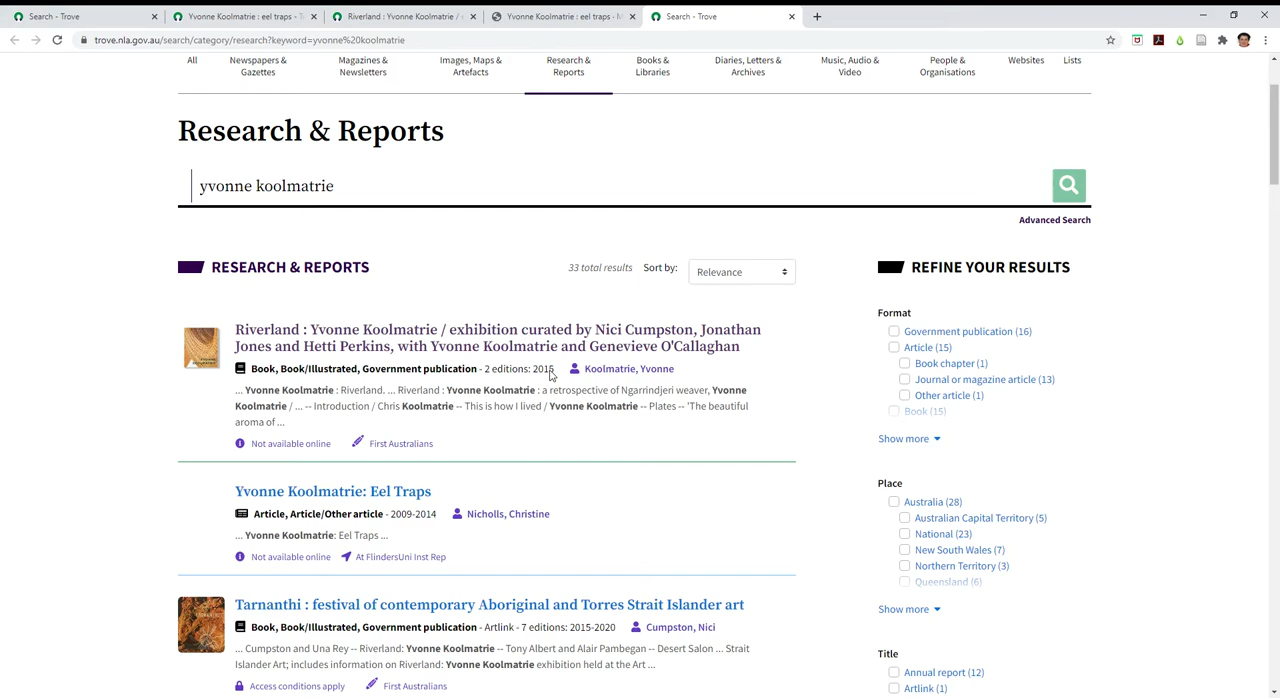 Search - Trove
Yvonne Koolmatrie : eel traps - T
Riverland : Yvonne Koolmatrie / e
Yvonne Koolmatrie : eel traps - M
Search - Trove
trove.nla.gov.au/search/category/research?keyword=yvonne%20koolmatrie
All
Newspapers &
Gazettes
Magazines &
Newsletters
Images, Maps &
Artefacts
Research &
Reports
Books &
Libraries
Diaries, Letters &
Archives
Music, Audio &
Video
People &
Organisations
Websites
Lists
Research & Reports
yvonne koolmatrie
Advanced Search
RESEARCH & REPORTS
33 total results
Sort by:
Relevance
Riverland : Yvonne Koolmatrie / exhibition curated by Nici Cumpston, Jonathan
Jones and Hetti Perkins, with Yvonne Koolmatrie and Genevieve O'Callaghan
Book, Book/Illustrated, Government publication - 2 editions: 2015
Koolmatrie, Yvonne
... Yvonne Koolmatrie : Riverland. ... Riverland : Yvonne Koolmatrie : a retrospective of Ngarrindjeri weaver, Yvonne
Koolmatrie / ... -- Introduction / Chris Koolmatrie -- This is how I lived / Yvonne Koolmatrie -- Plates -- 'The beautiful
aroma of ...
Not available online
First Australians
Yvonne Koolmatrie: Eel Traps
Article, Article/Other article - 2009-2014
Nicholls, Christine
... Yvonne Koolmatrie: Eel Traps ...
Not available online
At FlindersUni Inst Rep
Tarnanthi : festival of contemporary Aboriginal and Torres Strait Islander art
Book, Book/Illustrated, Government publication - Artlink - 7 editions: 2015-2020
Cumpston, Nici
... Cumpston and Una Rey -- Riverland: Yvonne Koolmatrie -- Tony Albert and Alair Pambegan -- Desert Salon ... Strait
Islander Art; includes information on Riverland: Yvonne Koolmatrie exhibition held at the Art ...
Access conditions apply
First Australians
REFINE YOUR RESULTS
Format
Government publication (16)
Article (15)
Book chapter (1)
Journal or magazine article (13)
Other article (1)
Book (15)
Show more
Place
Australia (28)
Australian Capital Territory (5)
National (23)
New South Wales (7)
Northern Territory (3)
Queensland (6)
Show more
Title
Annual report (12)
Artlink (1)